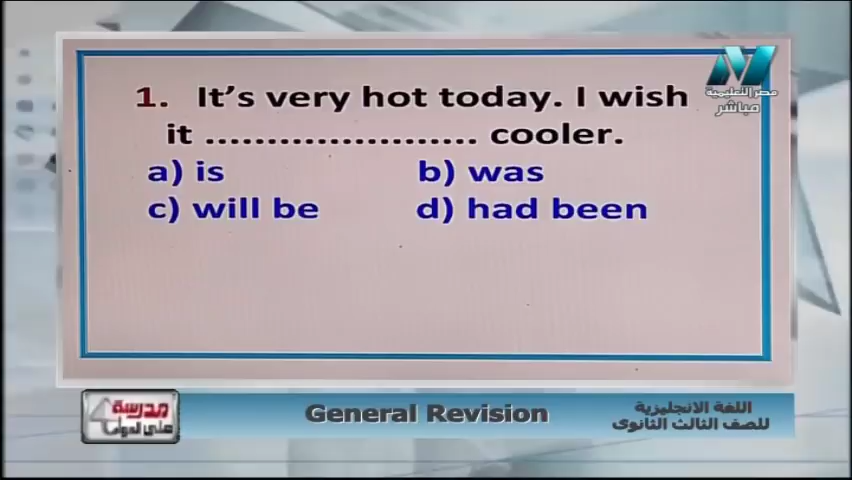 1. It's very hot today. I wish
it ...................... cooler.
a) is
b) was
c) will be
d) had been
مصر التعليمية
مباشر
مدرسة
على الهواء
General Revision
اللغة الانجليزية
للصف الثالث الثانوى